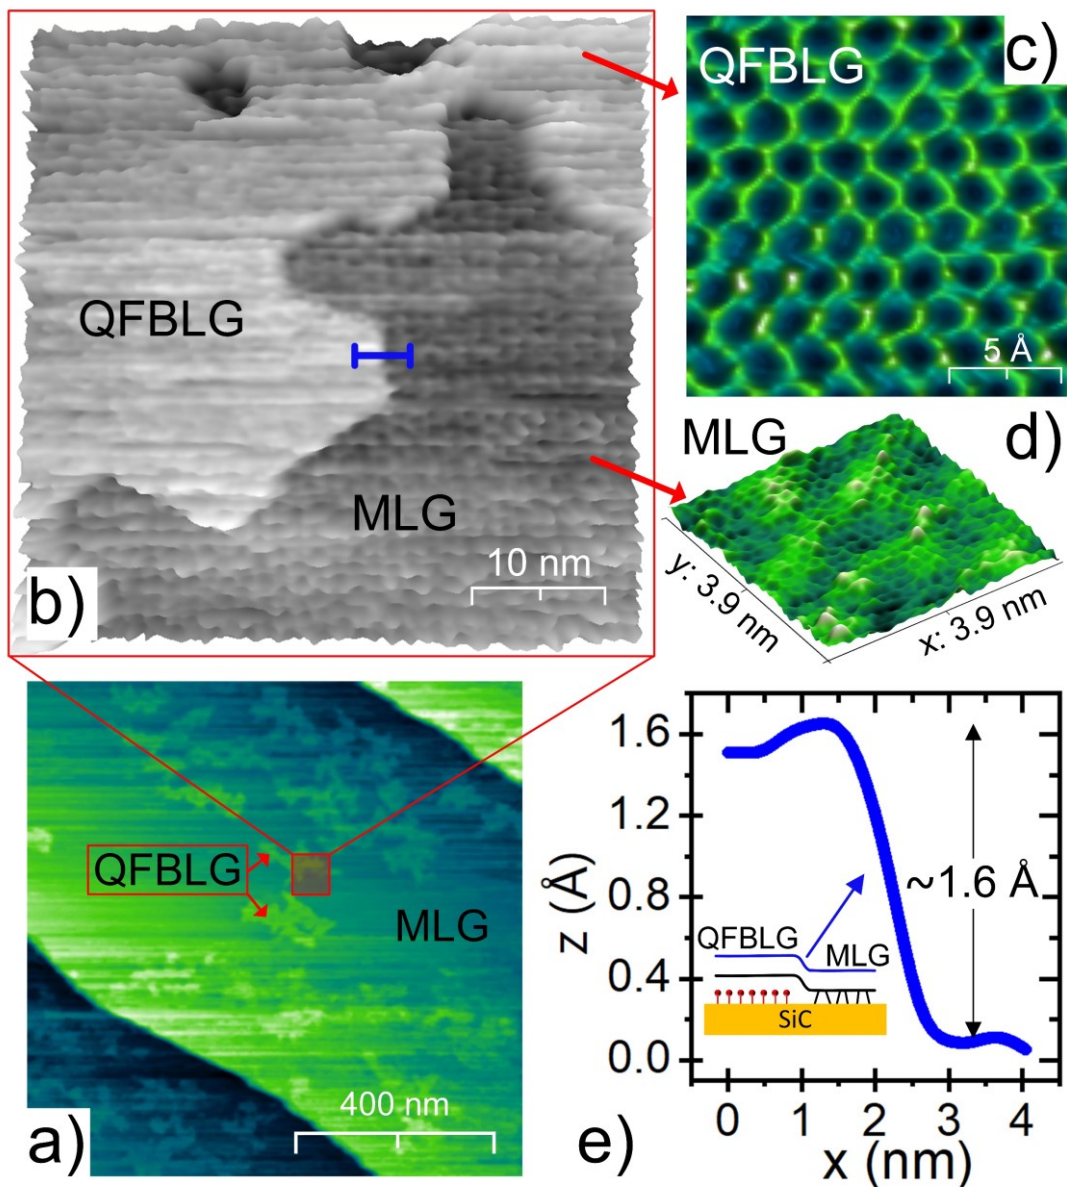 QFBLG
c)
5 Å
QFBLG
MLG
10 nm
b)
MLG
d)
y: 3.9 nm
x: 3.9 nm
QFBLG
MLG
400 nm
a)
1.6
1.2
0.8
0.4
0.0
z (Å)
~1.6 Å
QFBLG
MLG
SiC
0 1 2 3 4
x (nm)
e)